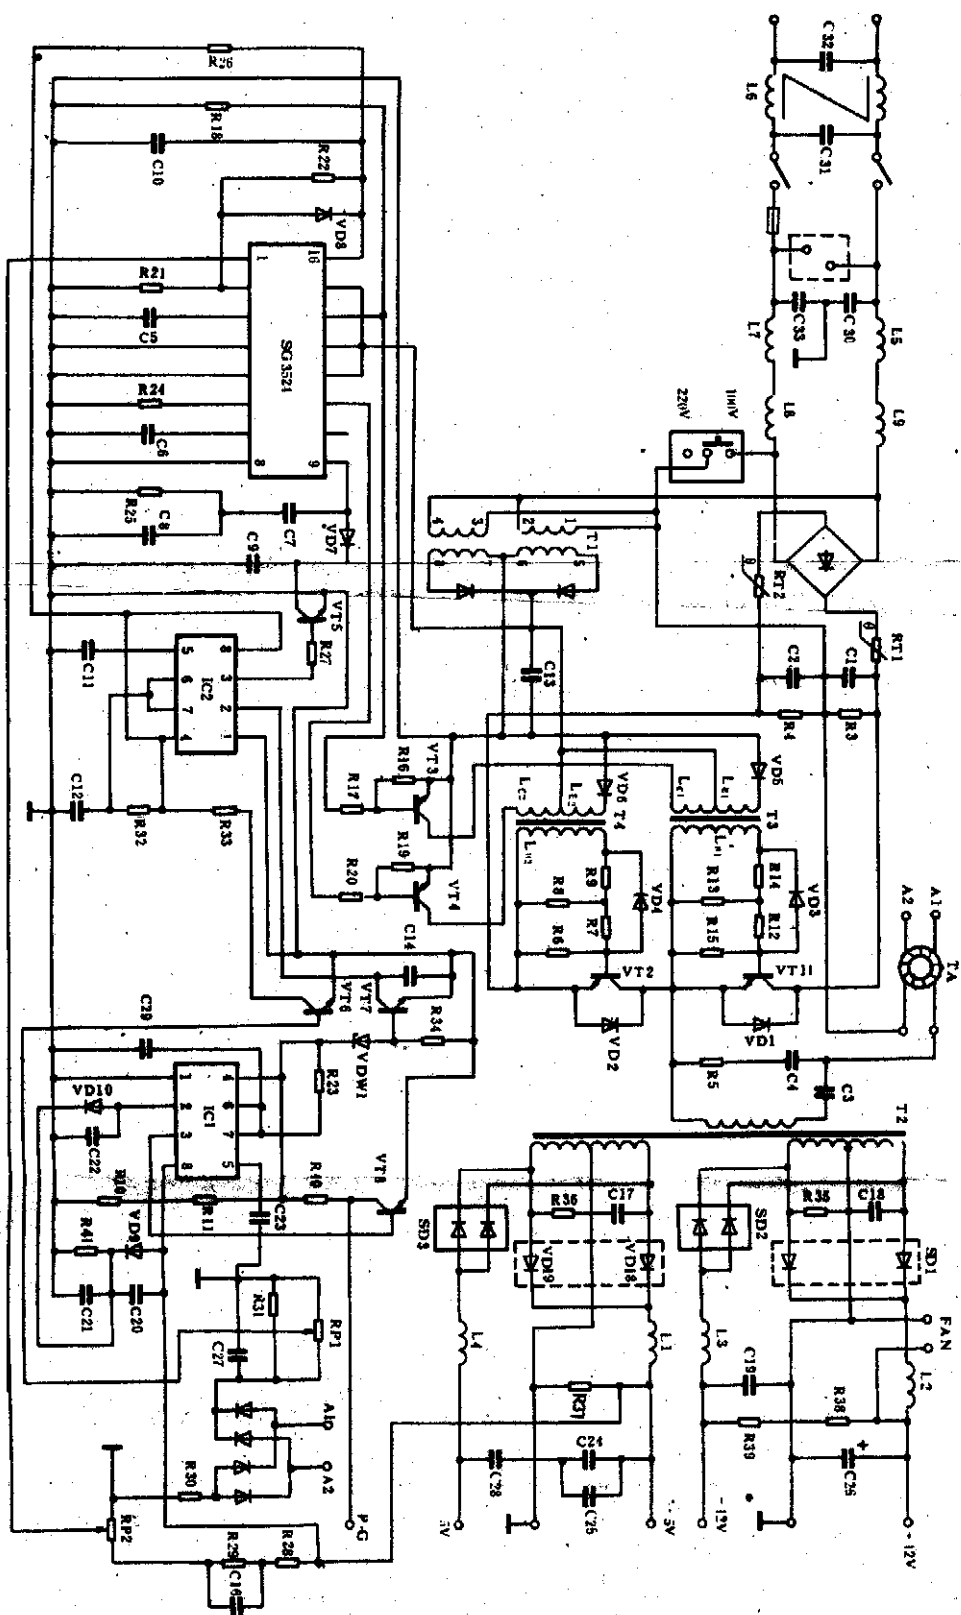 C32
L6
C31
R26
R18
C10
R22
VD8
1
16
R21
C5
SG3524
R24
C6
8
9
R25
C8
C7
VD7
C9
L7
C33
C30
L5
L8
L9
220V
4
3
2
1
T1
8
7
6
5
θ
RT2
θ
RT1
VT5
R27
C11
5
6
7
4
8
3
2
1
IC2
C13
C2
C1
R4
R3
C12
R32
R33
R17
R16
VT3
R20
R19
VT4
VD6
T4
VD5
T3
R9
R8
R7
R6
VD4
R14
R13
R12
R15
VD3
A2
A1
TA
C14
VT2
VT11
VD2
VD1
VT6
VT7
R34
VDW1
C29
R23
R5
C4
C3
T2
1
2
3
8
4
6
7
5
IC1
VD10
C22
R10
R11
R40
VT8
C23
R41
VD9
C21
C20
SD3
R36
C17
VD19
VD18
SD2
R35
C18
SD1
R31
RP1
C27
L4
L1
L3
C19
FAN
L2
A1
A2
R37
R39
R38
R30
C28
C24
C25
+
C26
RP2
P-G
5V
-5V
-12V
+12V
R29
R28
C16